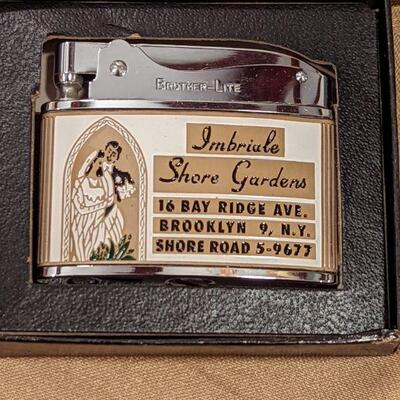 BROTHER-LITE
Imbriale
Shore Gardens
16 BAY RIDGE AVE.
BROOKLYN 9, N.Y.
SHORE ROAD 5-9677